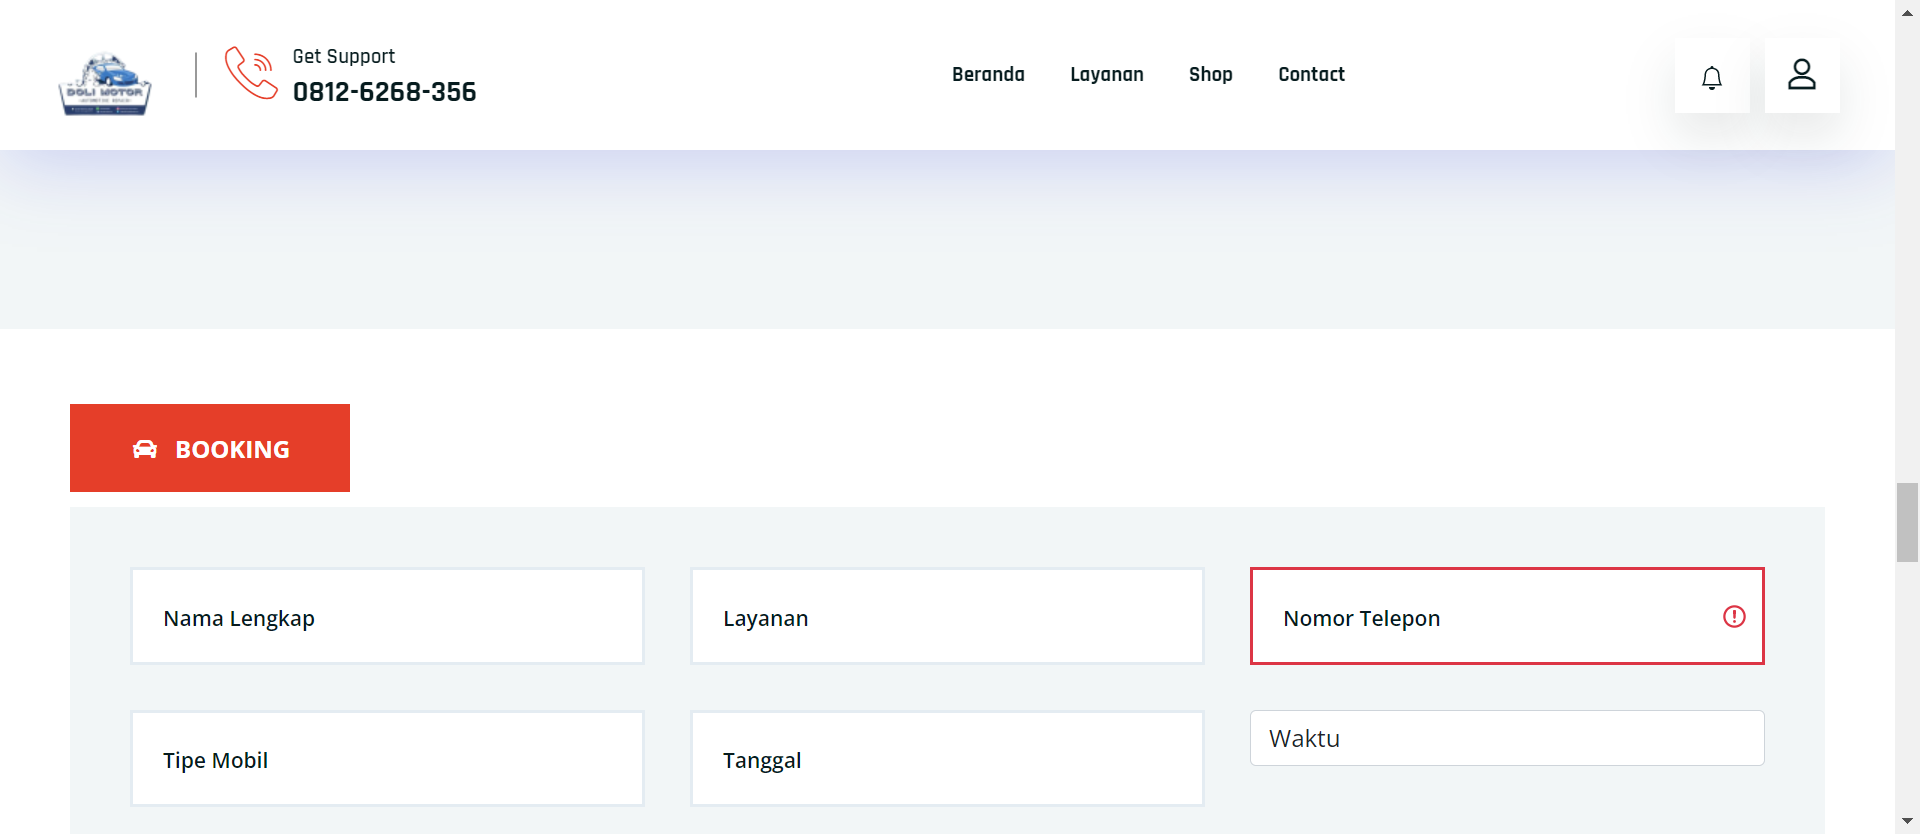 DOLI MOTOR
Get Support
0812-6268-356
Beranda
Layanan
Shop
Contact
BOOKING
Nama Lengkap
Layanan
Nomor Telepon
Tipe Mobil
Tanggal
Waktu